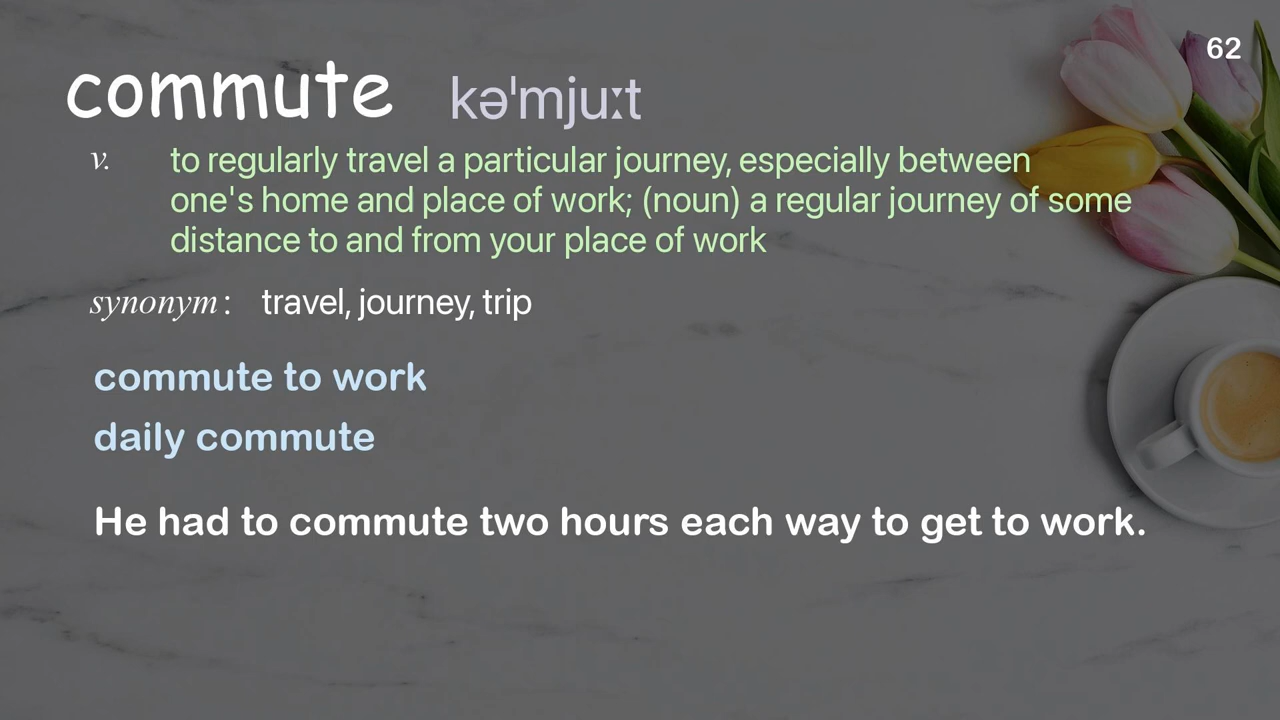 62
commute kə'mju:t
v. to regularly travel a particular journey, especially between
one's home and place of work; (noun) a regular journey of some
distance to and from your place of work
synonym : travel, journey, trip
commute to work
daily commute
He had to commute two hours each way to get to work.